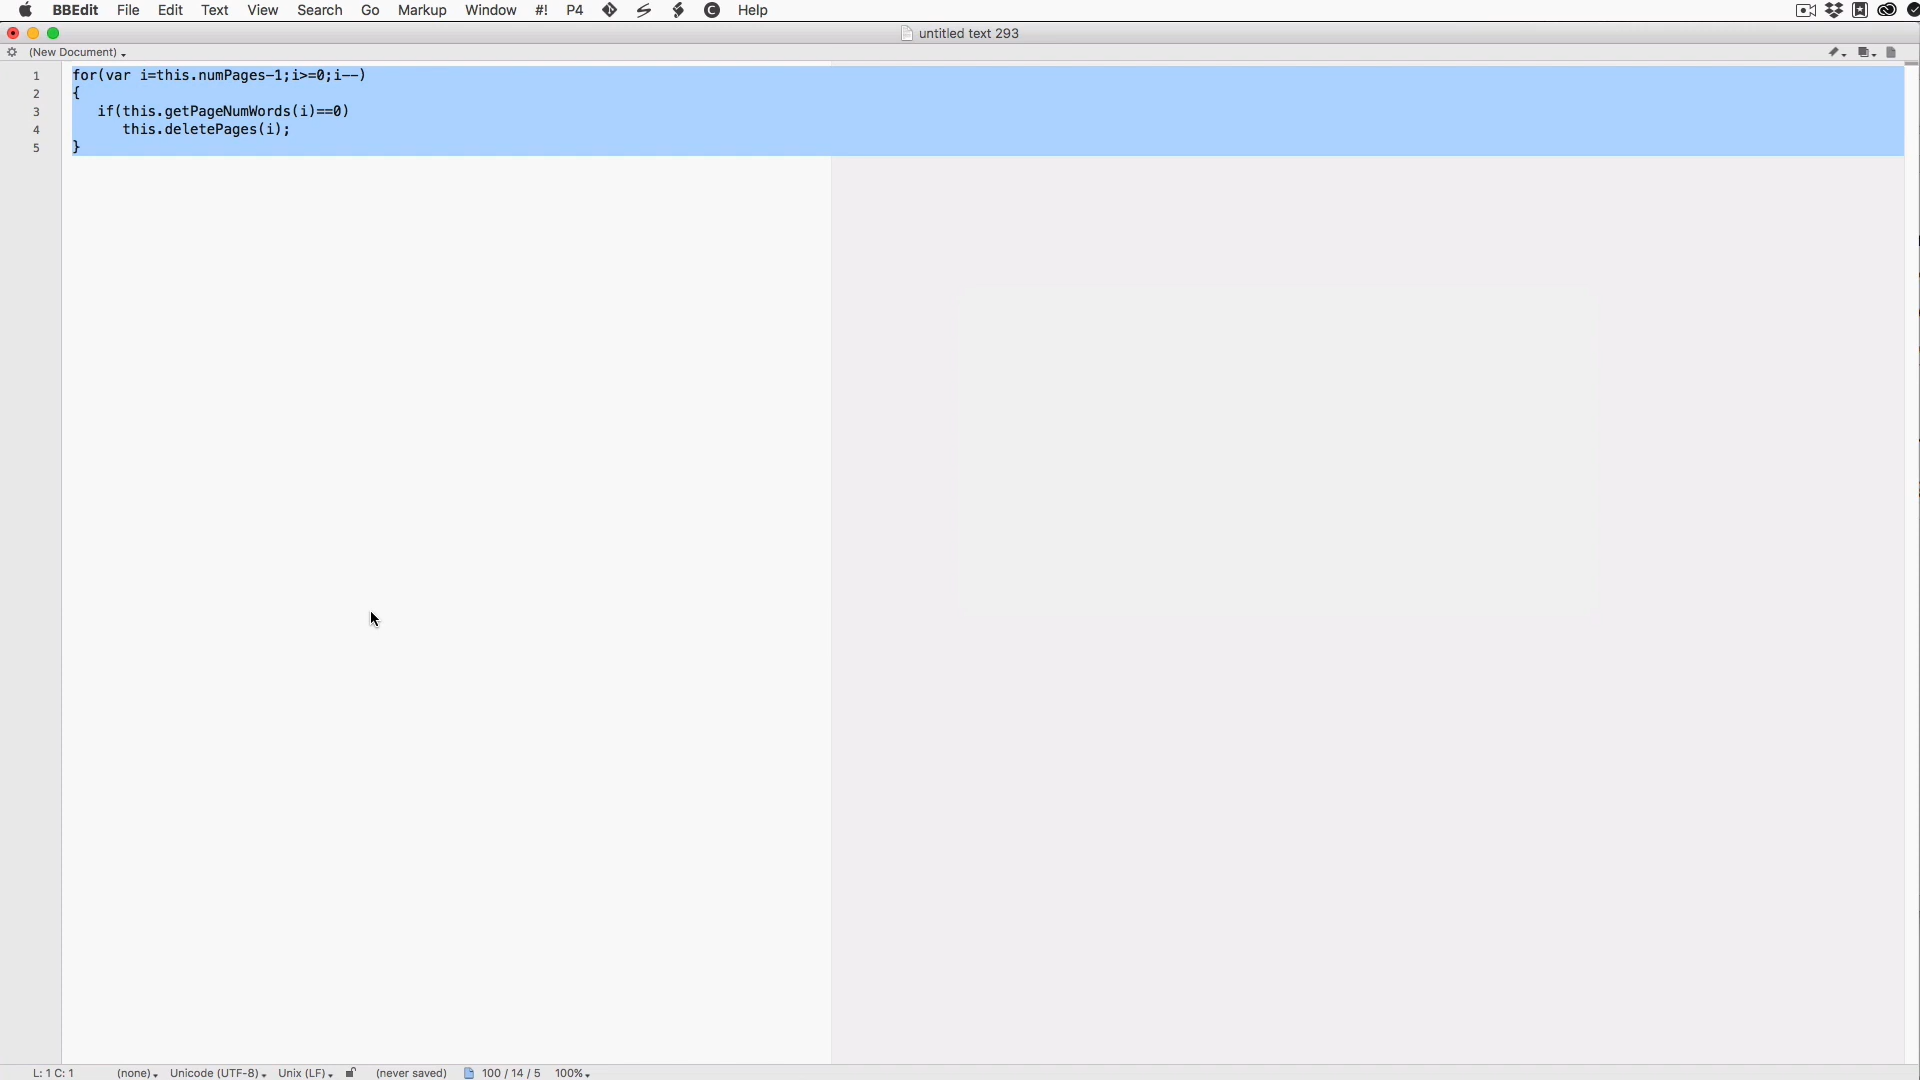 BBEdit File Edit Text View Search Go Markup Window #! P4 Help
untitled text 293
(New Document)
1 for(var i=this.numPages-1;i>=0;i--)
2 {
3    if(this.getPageNumWords(i)==0)
4       this.deletePages(i);
5 }
L: 1 C: 1 (none) Unicode (UTF-8) Unix (LF) (never saved) 100 / 14 / 5 100%